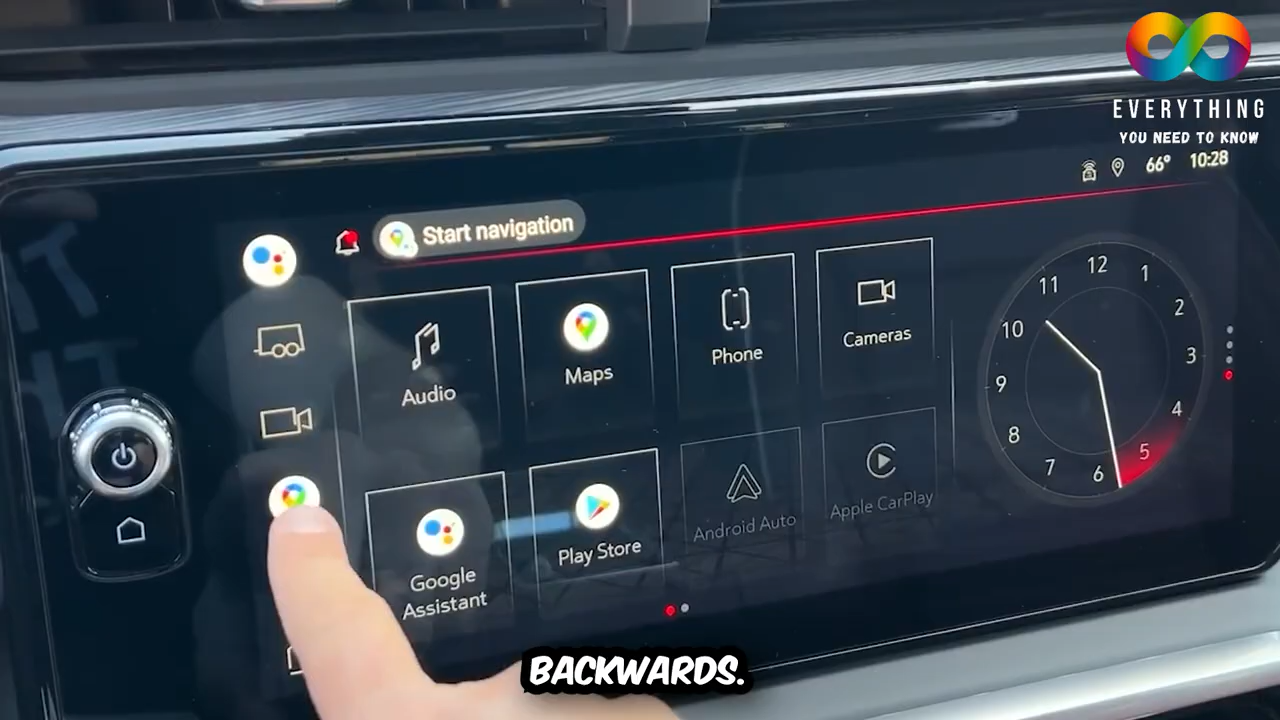 EVERYTHING
YOU NEED TO KNOW
66° 10:28
Start navigation
Audio
Maps
Phone
Cameras
Google
Assistant
Play Store
Android Auto
Apple CarPlay
12
1
2
3
4
5
6
7
8
9
10
11
BACKWARDS.